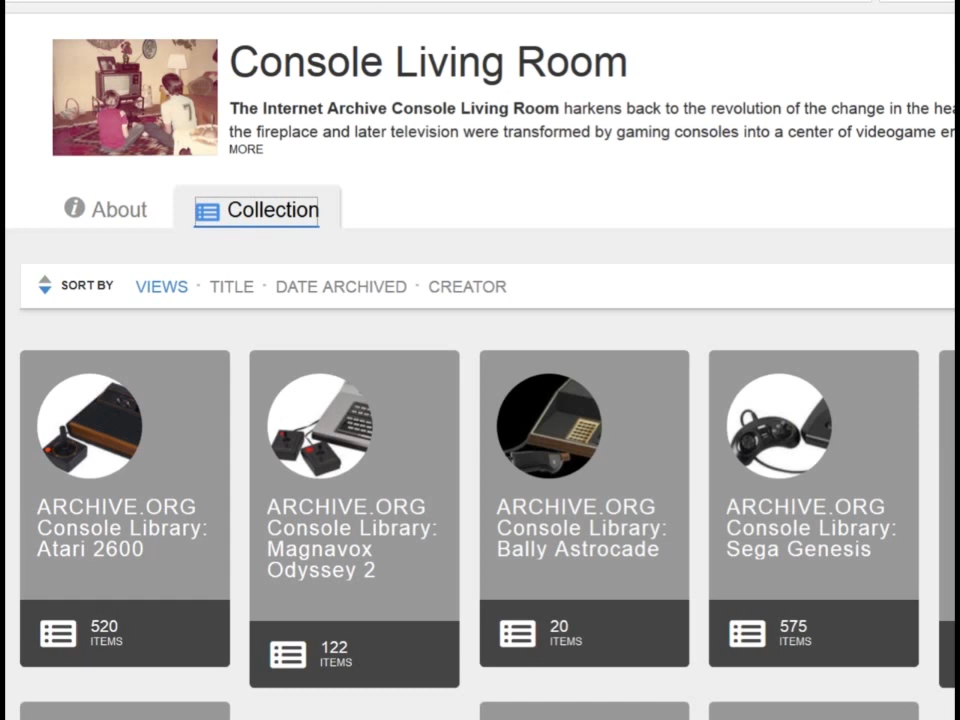 Console Living Room
The Internet Archive Console Living Room harkens back to the revolution of the change in the
the fireplace and later television were transformed by gaming consoles into a center of videogame
MORE
About
Collection
SORT BY VIEWS · TITLE · DATE ARCHIVED · CREATOR
ARCHIVE.ORG
Console Library:
Atari 2600
520
ITEMS
ARCHIVE.ORG
Console Library:
Magnavox
Odyssey 2
122
ITEMS
ARCHIVE.ORG
Console Library:
Bally Astrocade
20
ITEMS
ARCHIVE.ORG
Console Library:
Sega Genesis
575
ITEMS